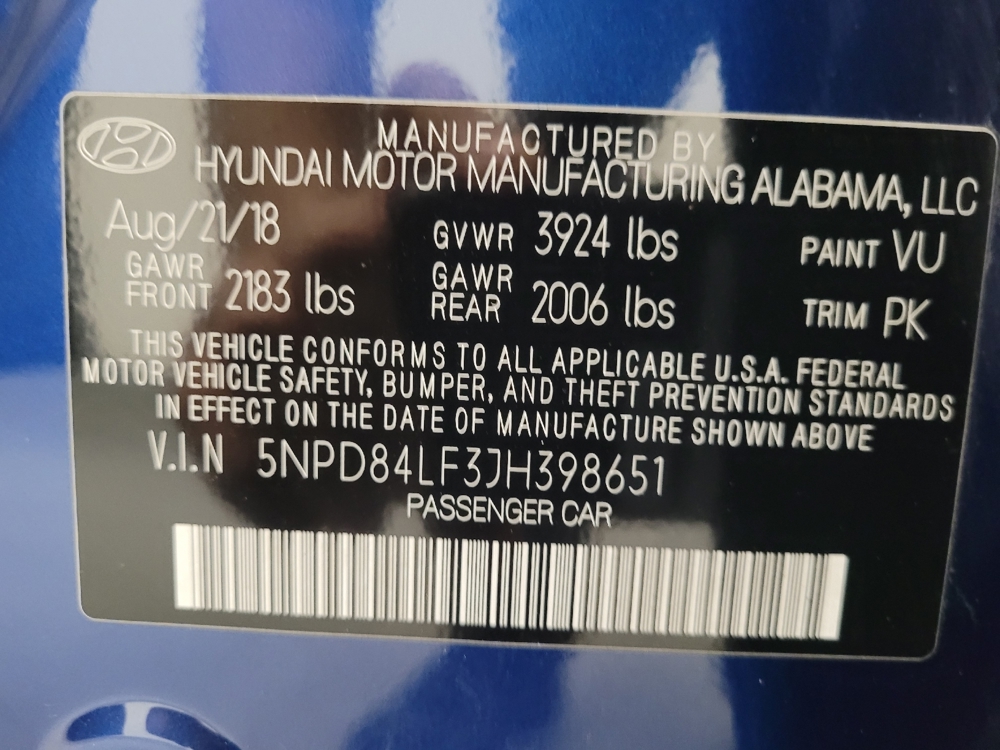 MANUFACTURED BY
HYUNDAI MOTOR MANUFACTURING ALABAMA, LLC
Aug/21/18 GVWR 3924 lbs PAINT VU
GAWR FRONT 2183 lbs GAWR REAR 2006 lbs TRIM PK
THIS VEHICLE CONFORMS TO ALL APPLICABLE U.S.A. FEDERAL
MOTOR VEHICLE SAFETY, BUMPER, AND THEFT PREVENTION STANDARDS
IN EFFECT ON THE DATE OF MANUFACTURE SHOWN ABOVE
V.I.N 5NPD84LF3JH398651
PASSENGER CAR